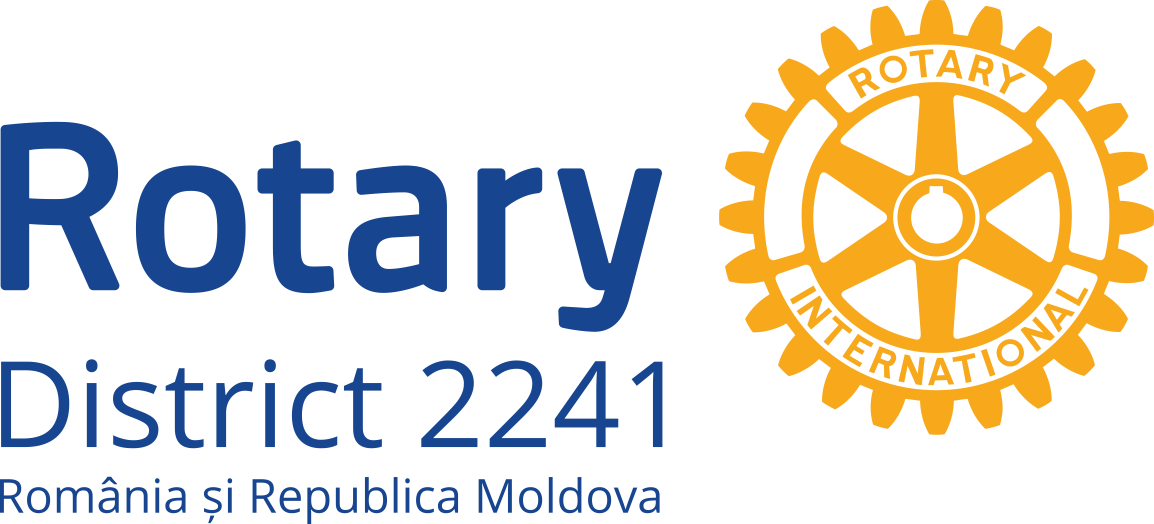 Rotary
District 2241
România și Republica Moldova
ROTARY
INTERNATIONAL